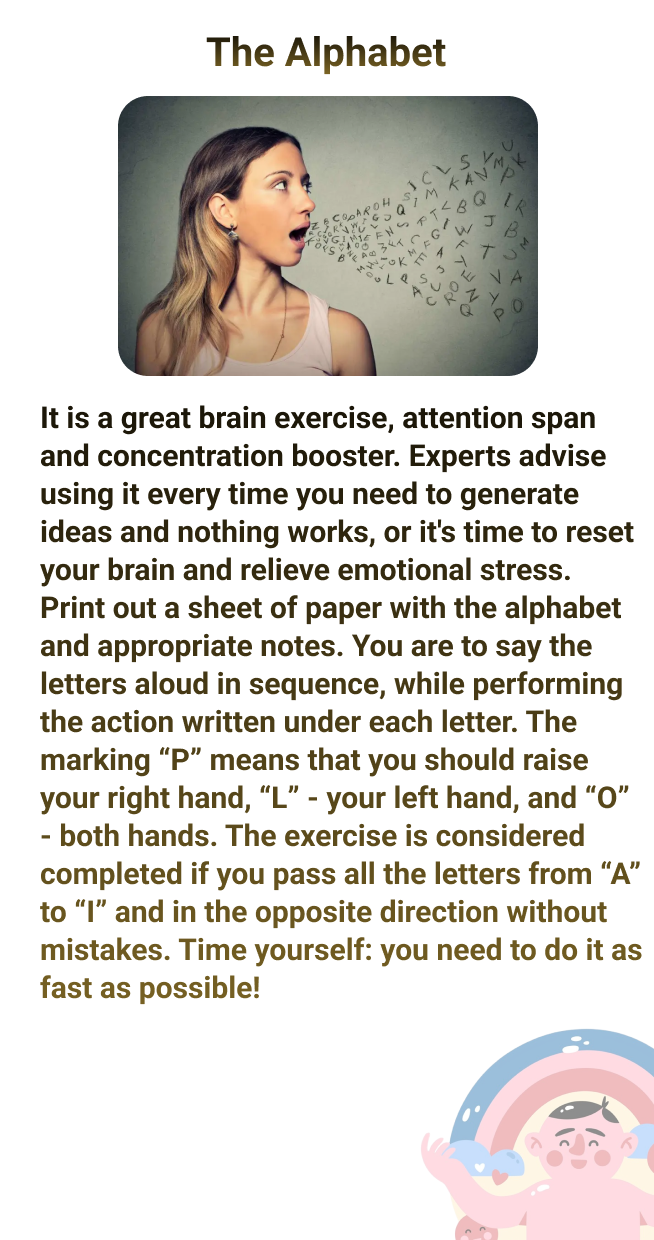 The Alphabet
It is a great brain exercise, attention span
and concentration booster. Experts advise
using it every time you need to generate
ideas and nothing works, or it's time to reset
your brain and relieve emotional stress.
Print out a sheet of paper with the alphabet
and appropriate notes. You are to say the
letters aloud in sequence, while performing
the action written under each letter. The
marking “P” means that you should raise
your right hand, “L” - your left hand, and “O”
- both hands. The exercise is considered
completed if you pass all the letters from “A”
to “I” and in the opposite direction without
mistakes. Time yourself: you need to do it as
fast as possible!